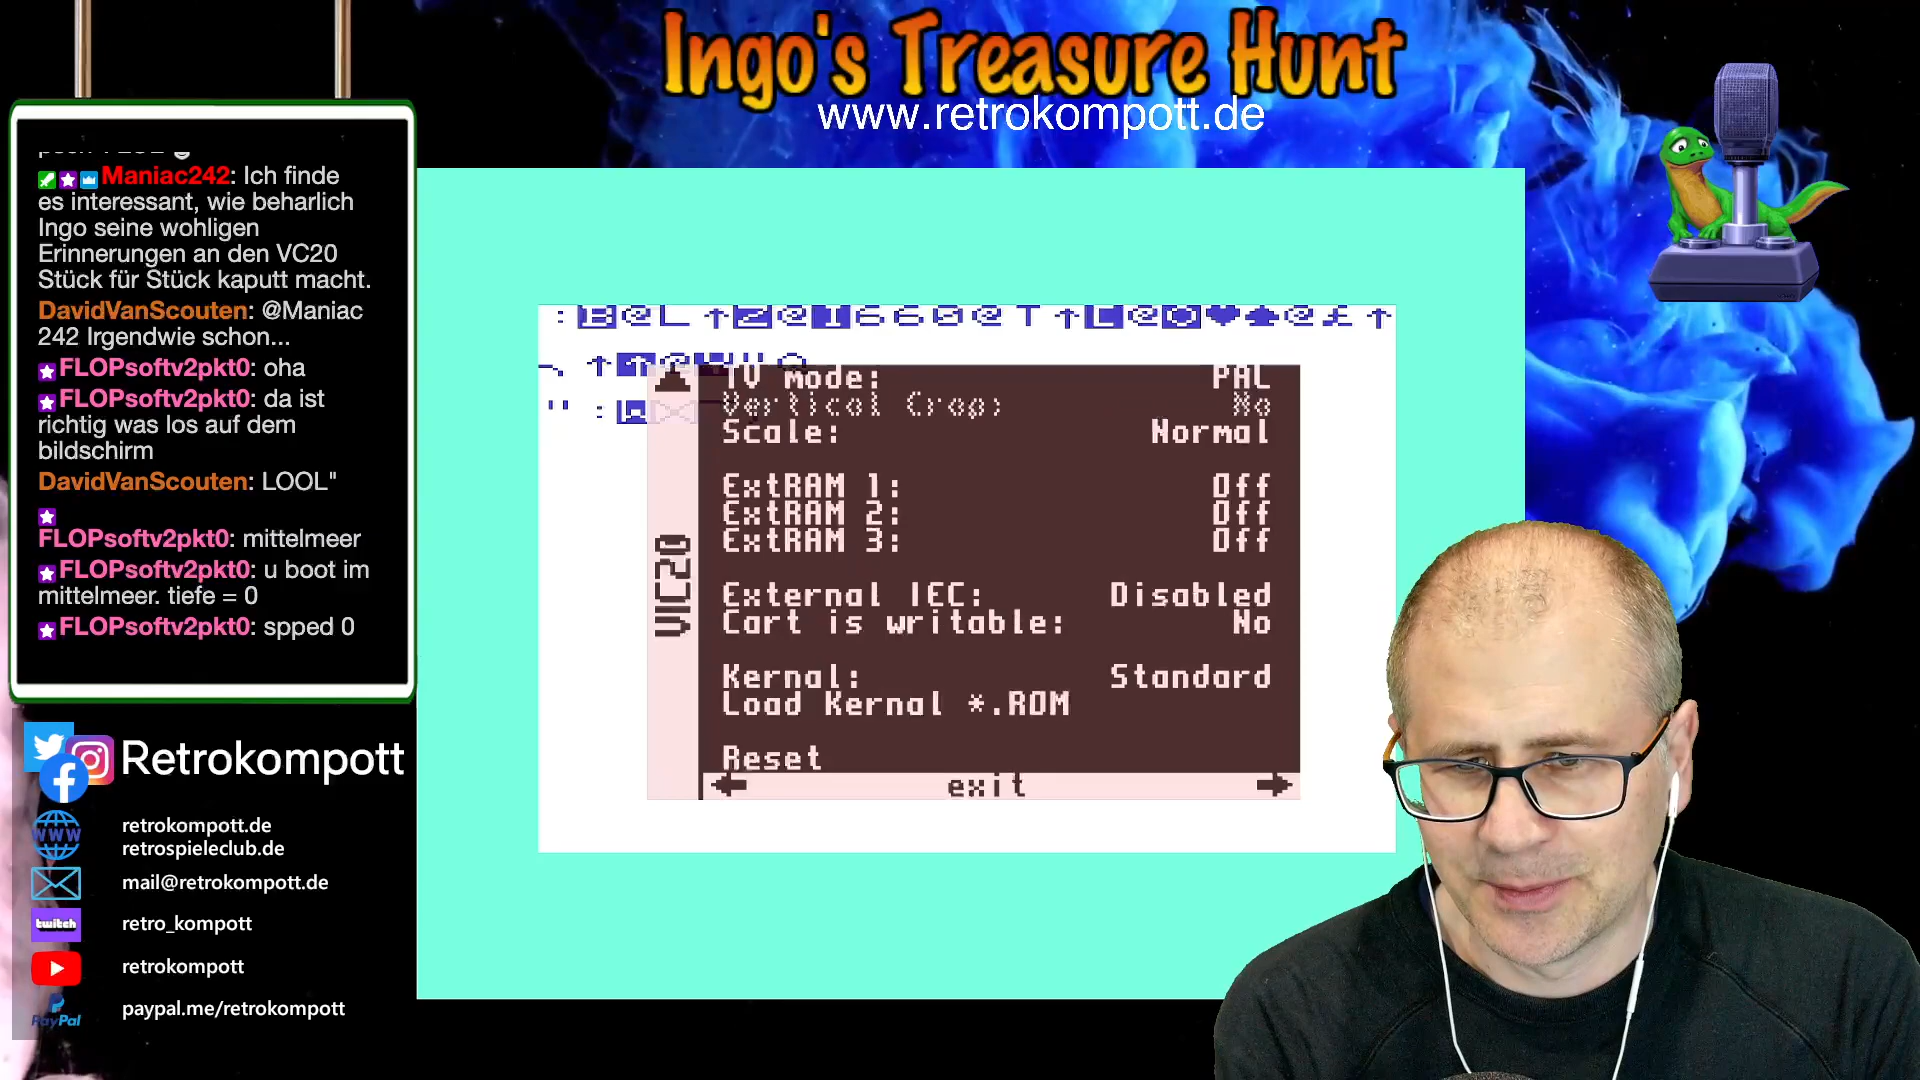 Ingo's Treasure Hunt
www.retrokompott.de
Maniac242: Ich finde
es interessant, wie beharlich
Ingo seine wohligen
Erinnerungen an den VC20
Stück für Stück kaputt macht.
DavidVanScouten: @Maniac
242 Irgendwie schon...
FLOPsoftv2pkt0: oha
FLOPsoftv2pkt0: da ist
richtig was los auf dem
bildschirm
DavidVanScouten: LOOL"
FLOPsoftv2pkt0: mittelmeer
FLOPsoftv2pkt0: u boot im
mittelmeer. tiefe = 0
FLOPsoftv2pkt0: spped 0
Retrokompott
www
retrokompott.de
retrospieleclub.de
mail@retrokompott.de
twitch
retro_kompott
retrokompott
PayPal
paypal.me/retrokompott
VIC20
TV mode: PAL
Vertical Crop: No
Scale: Normal
ExtRAM 1: Off
ExtRAM 2: Off
ExtRAM 3: Off
External IEC: Disabled
Cart is writable: No
Kernal: Standard
Load Kernal *.ROM
Reset
exit